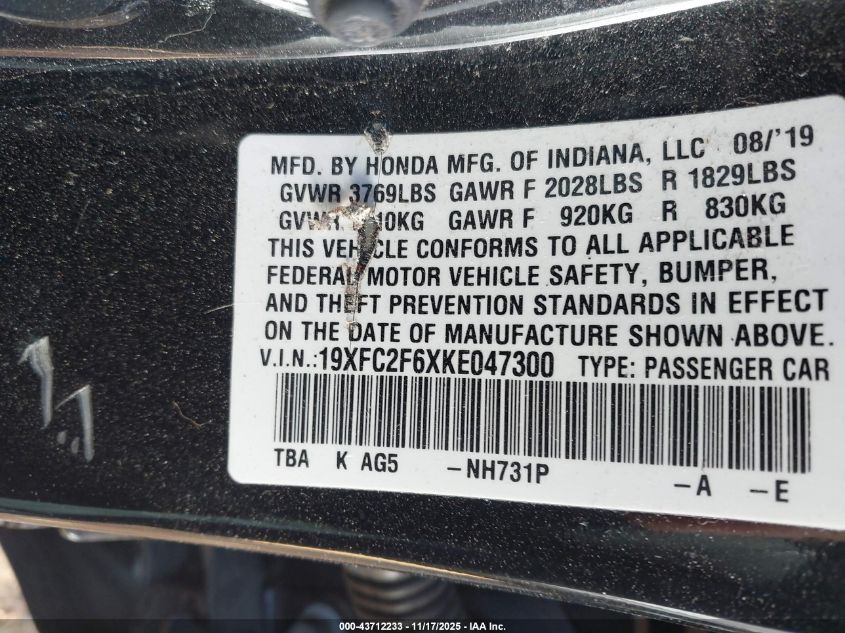 MFD. BY HONDA MFG. OF INDIANA, LLC 08/'19
GVWR 3769LBS GAWR F 2028LBS R 1829LBS
GAWR F 920KG R 830KG
THIS VEHICLE CONFORMS TO ALL APPLICABLE
FEDERAL MOTOR VEHICLE SAFETY, BUMPER,
AND THEFT PREVENTION STANDARDS IN EFFECT
ON THE DATE OF MANUFACTURE SHOWN ABOVE.
V.I.N.:19XFC2F6XKE047300 TYPE: PASSENGER CAR
TBA K AG5 -NH731P -A -E
000-43712233 - 11/17/2025 - IAA Inc.